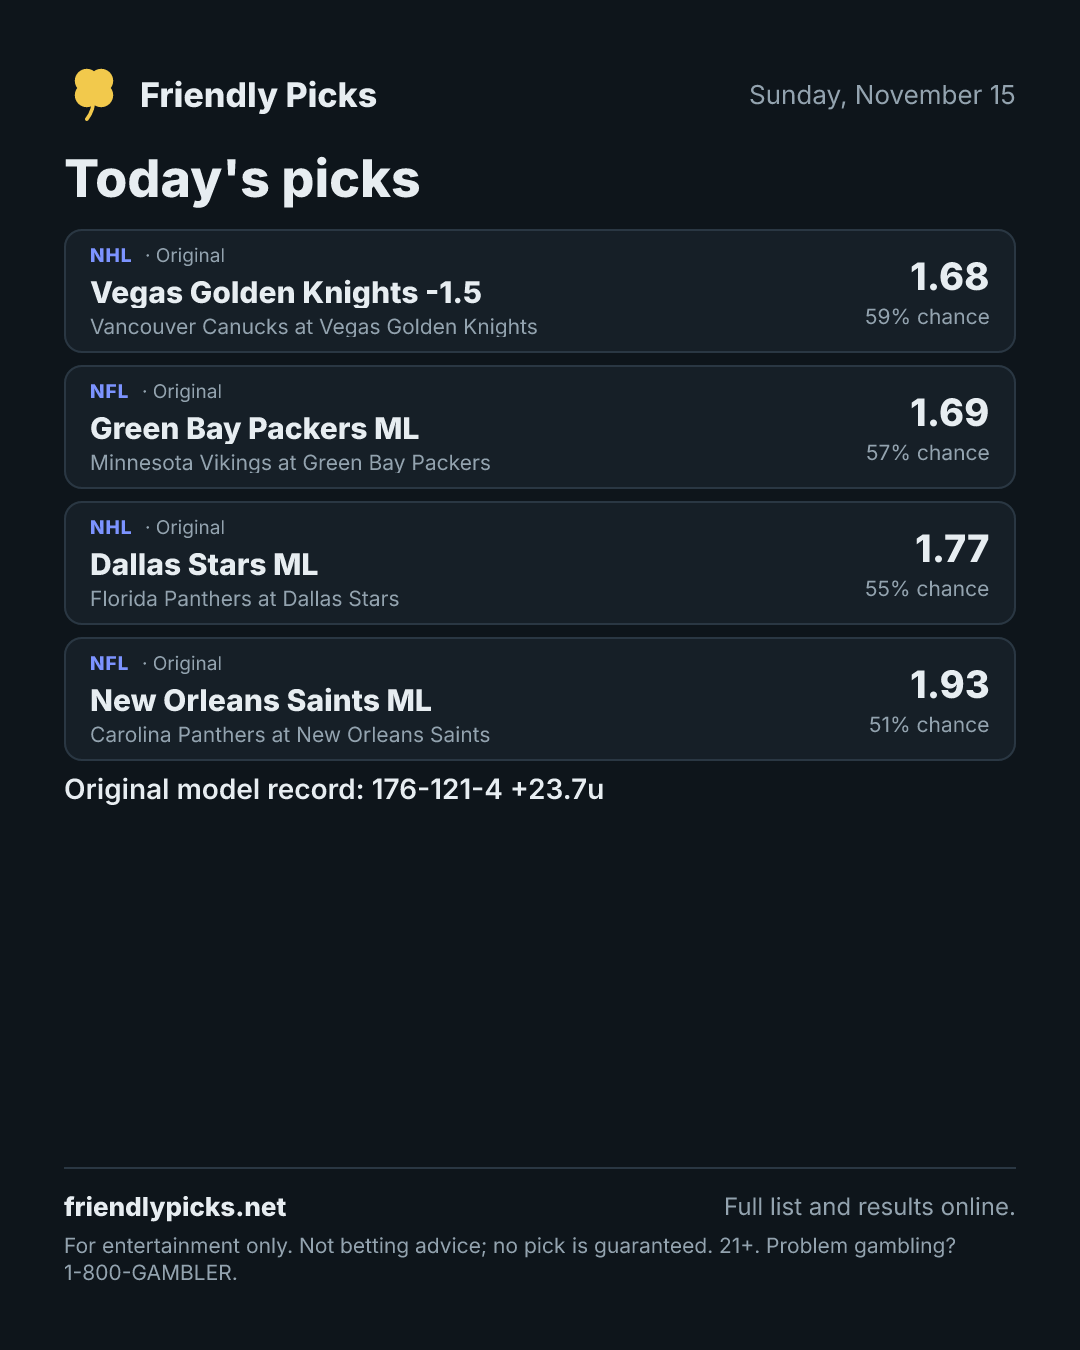 Friendly Picks
Sunday, November 15
Today's picks
NHL · Original
Vegas Golden Knights -1.5
Vancouver Canucks at Vegas Golden Knights
1.68
59% chance
NFL · Original
Green Bay Packers ML
Minnesota Vikings at Green Bay Packers
1.69
57% chance
NHL · Original
Dallas Stars ML
Florida Panthers at Dallas Stars
1.77
55% chance
NFL · Original
New Orleans Saints ML
Carolina Panthers at New Orleans Saints
1.93
51% chance
Original model record: 176-121-4 +23.7u
friendlypicks.net
Full list and results online.
For entertainment only. Not betting advice; no pick is guaranteed. 21+. Problem gambling?
1-800-GAMBLER.